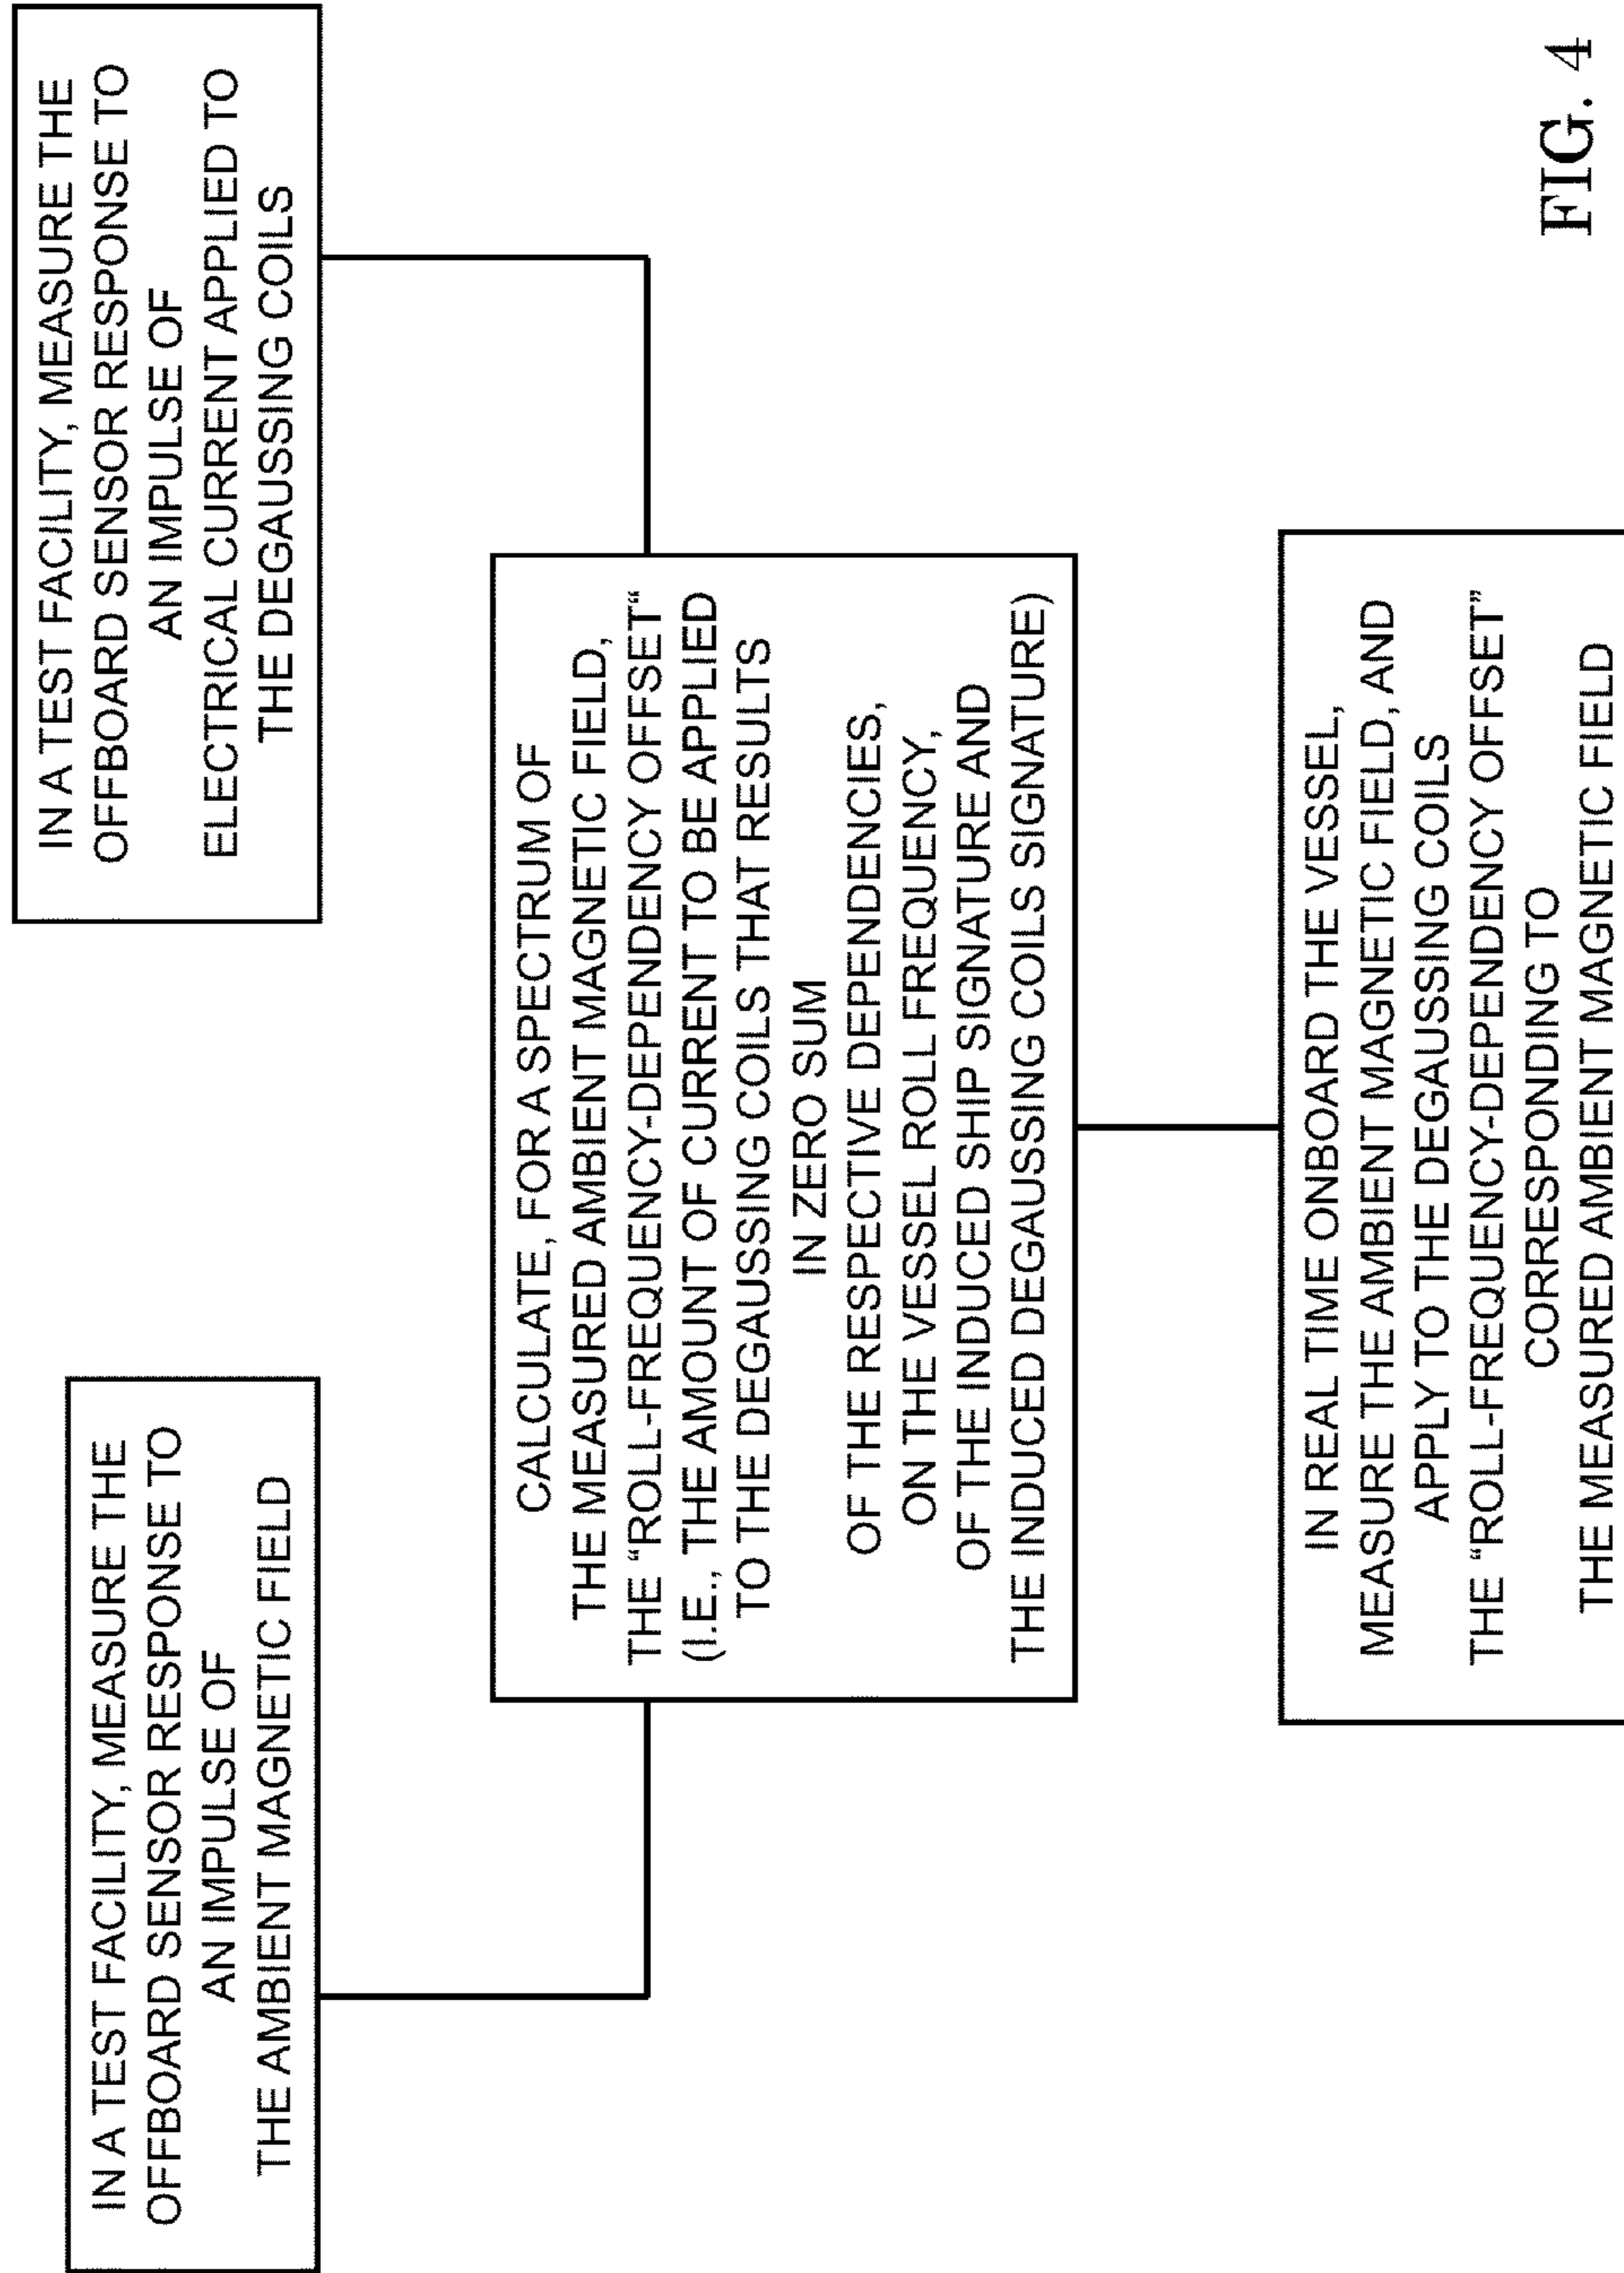 IN A TEST FACILITY, MEASURE THE
OFFBOARD SENSOR RESPONSE TO
AN IMPULSE OF
THE AMBIENT MAGNETIC FIELD
IN A TEST FACILITY, MEASURE THE
OFFBOARD SENSOR RESPONSE TO
AN IMPULSE OF
ELECTRICAL CURRENT APPLIED TO
THE DEGAUSSING COILS
CALCULATE, FOR A SPECTRUM OF
THE MEASURED AMBIENT MAGNETIC FIELD,
THE “ROLL-FREQUENCY-DEPENDENCY OFFSET“
(I.E., THE AMOUNT OF CURRENT TO BE APPLIED
TO THE DEGAUSSING COILS THAT RESULTS
IN ZERO SUM
OF THE RESPECTIVE DEPENDENCIES,
ON THE VESSEL ROLL FREQUENCY,
OF THE INDUCED SHIP SIGNATURE AND
THE INDUCED DEGAUSSING COILS SIGNATURE)
IN REAL TIME ONBOARD THE VESSEL,
MEASURE THE AMBIENT MAGNETIC FIELD, AND
APPLY TO THE DEGAUSSING COILS
THE “ROLL-FREQUENCY-DEPENDENCY OFFSET”
CORRESPONDING TO
THE MEASURED AMBIENT MAGNETIC FIELD
FIG. 4